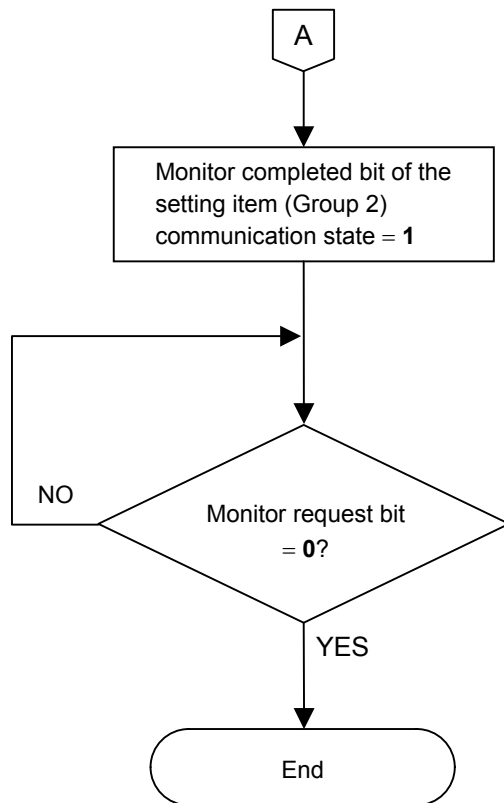 A
Monitor completed bit of the
setting item (Group 2)
communication state = 1
NO
Monitor request bit
= 0?
YES
End